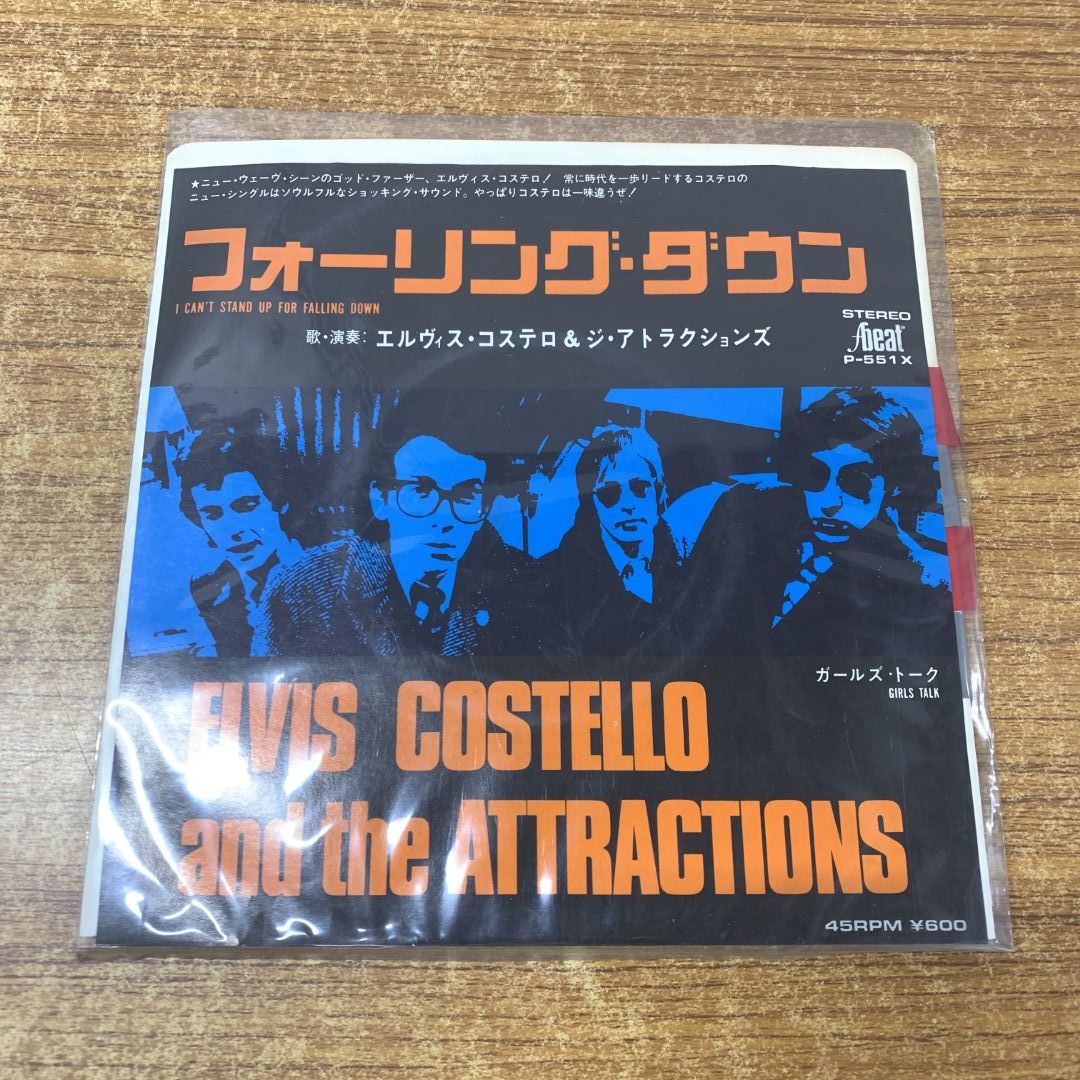 ★ニュー・ウェーヴ・シーンのゴッド・ファーザー、エルヴィス・コステロ! 常に時代を一歩リードするコステロの
ニュー・シングルはソウルフルなショッキング・サウンド。やっぱりコステロは一味違うぜ!
フォーリング・ダウン
I CAN'T STAND UP FOR FALLING DOWN
歌・演奏: エルヴィス・コステロ&ジ・アトラクションズ
STEREO
fbeat
P-551X
ガールズ・トーク
GIRLS TALK
ELVIS COSTELLO
and the ATTRACTIONS
45RPM ¥600